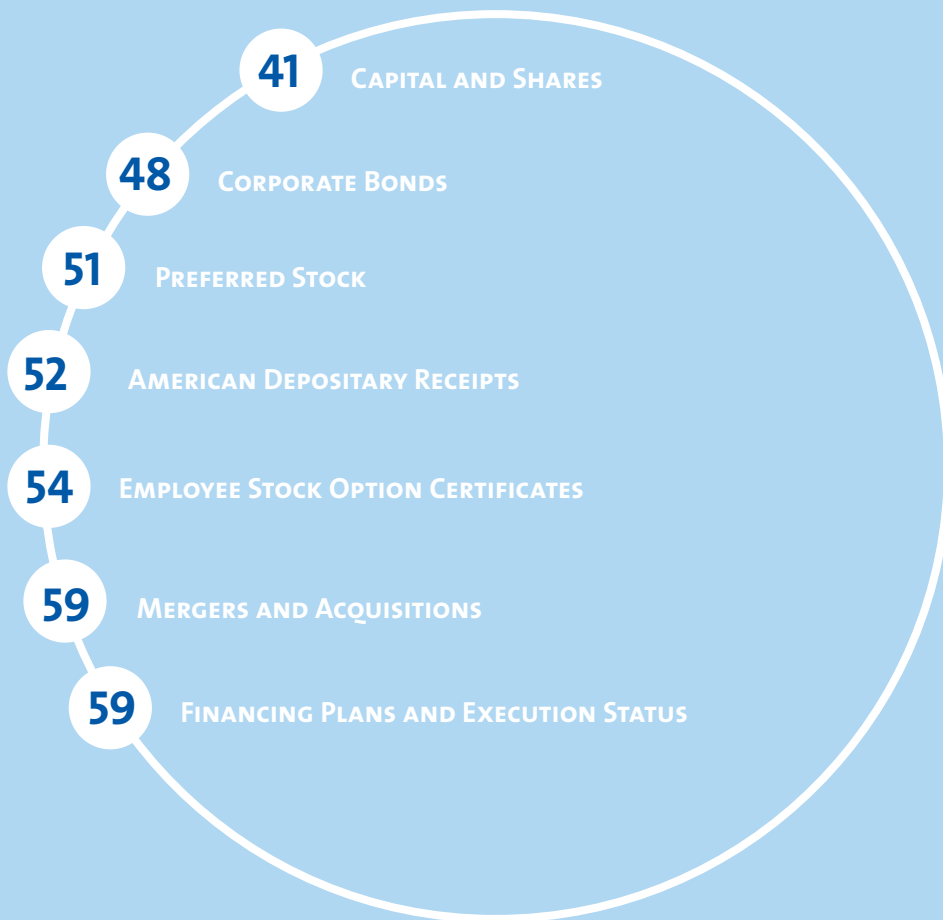 41 Capital and Shares
48 Corporate Bonds
51 Preferred Stock
52 American Depositary Receipts
54 Employee Stock Option Certificates
59 Mergers and Acquisitions
59 Financing Plans and Execution Status